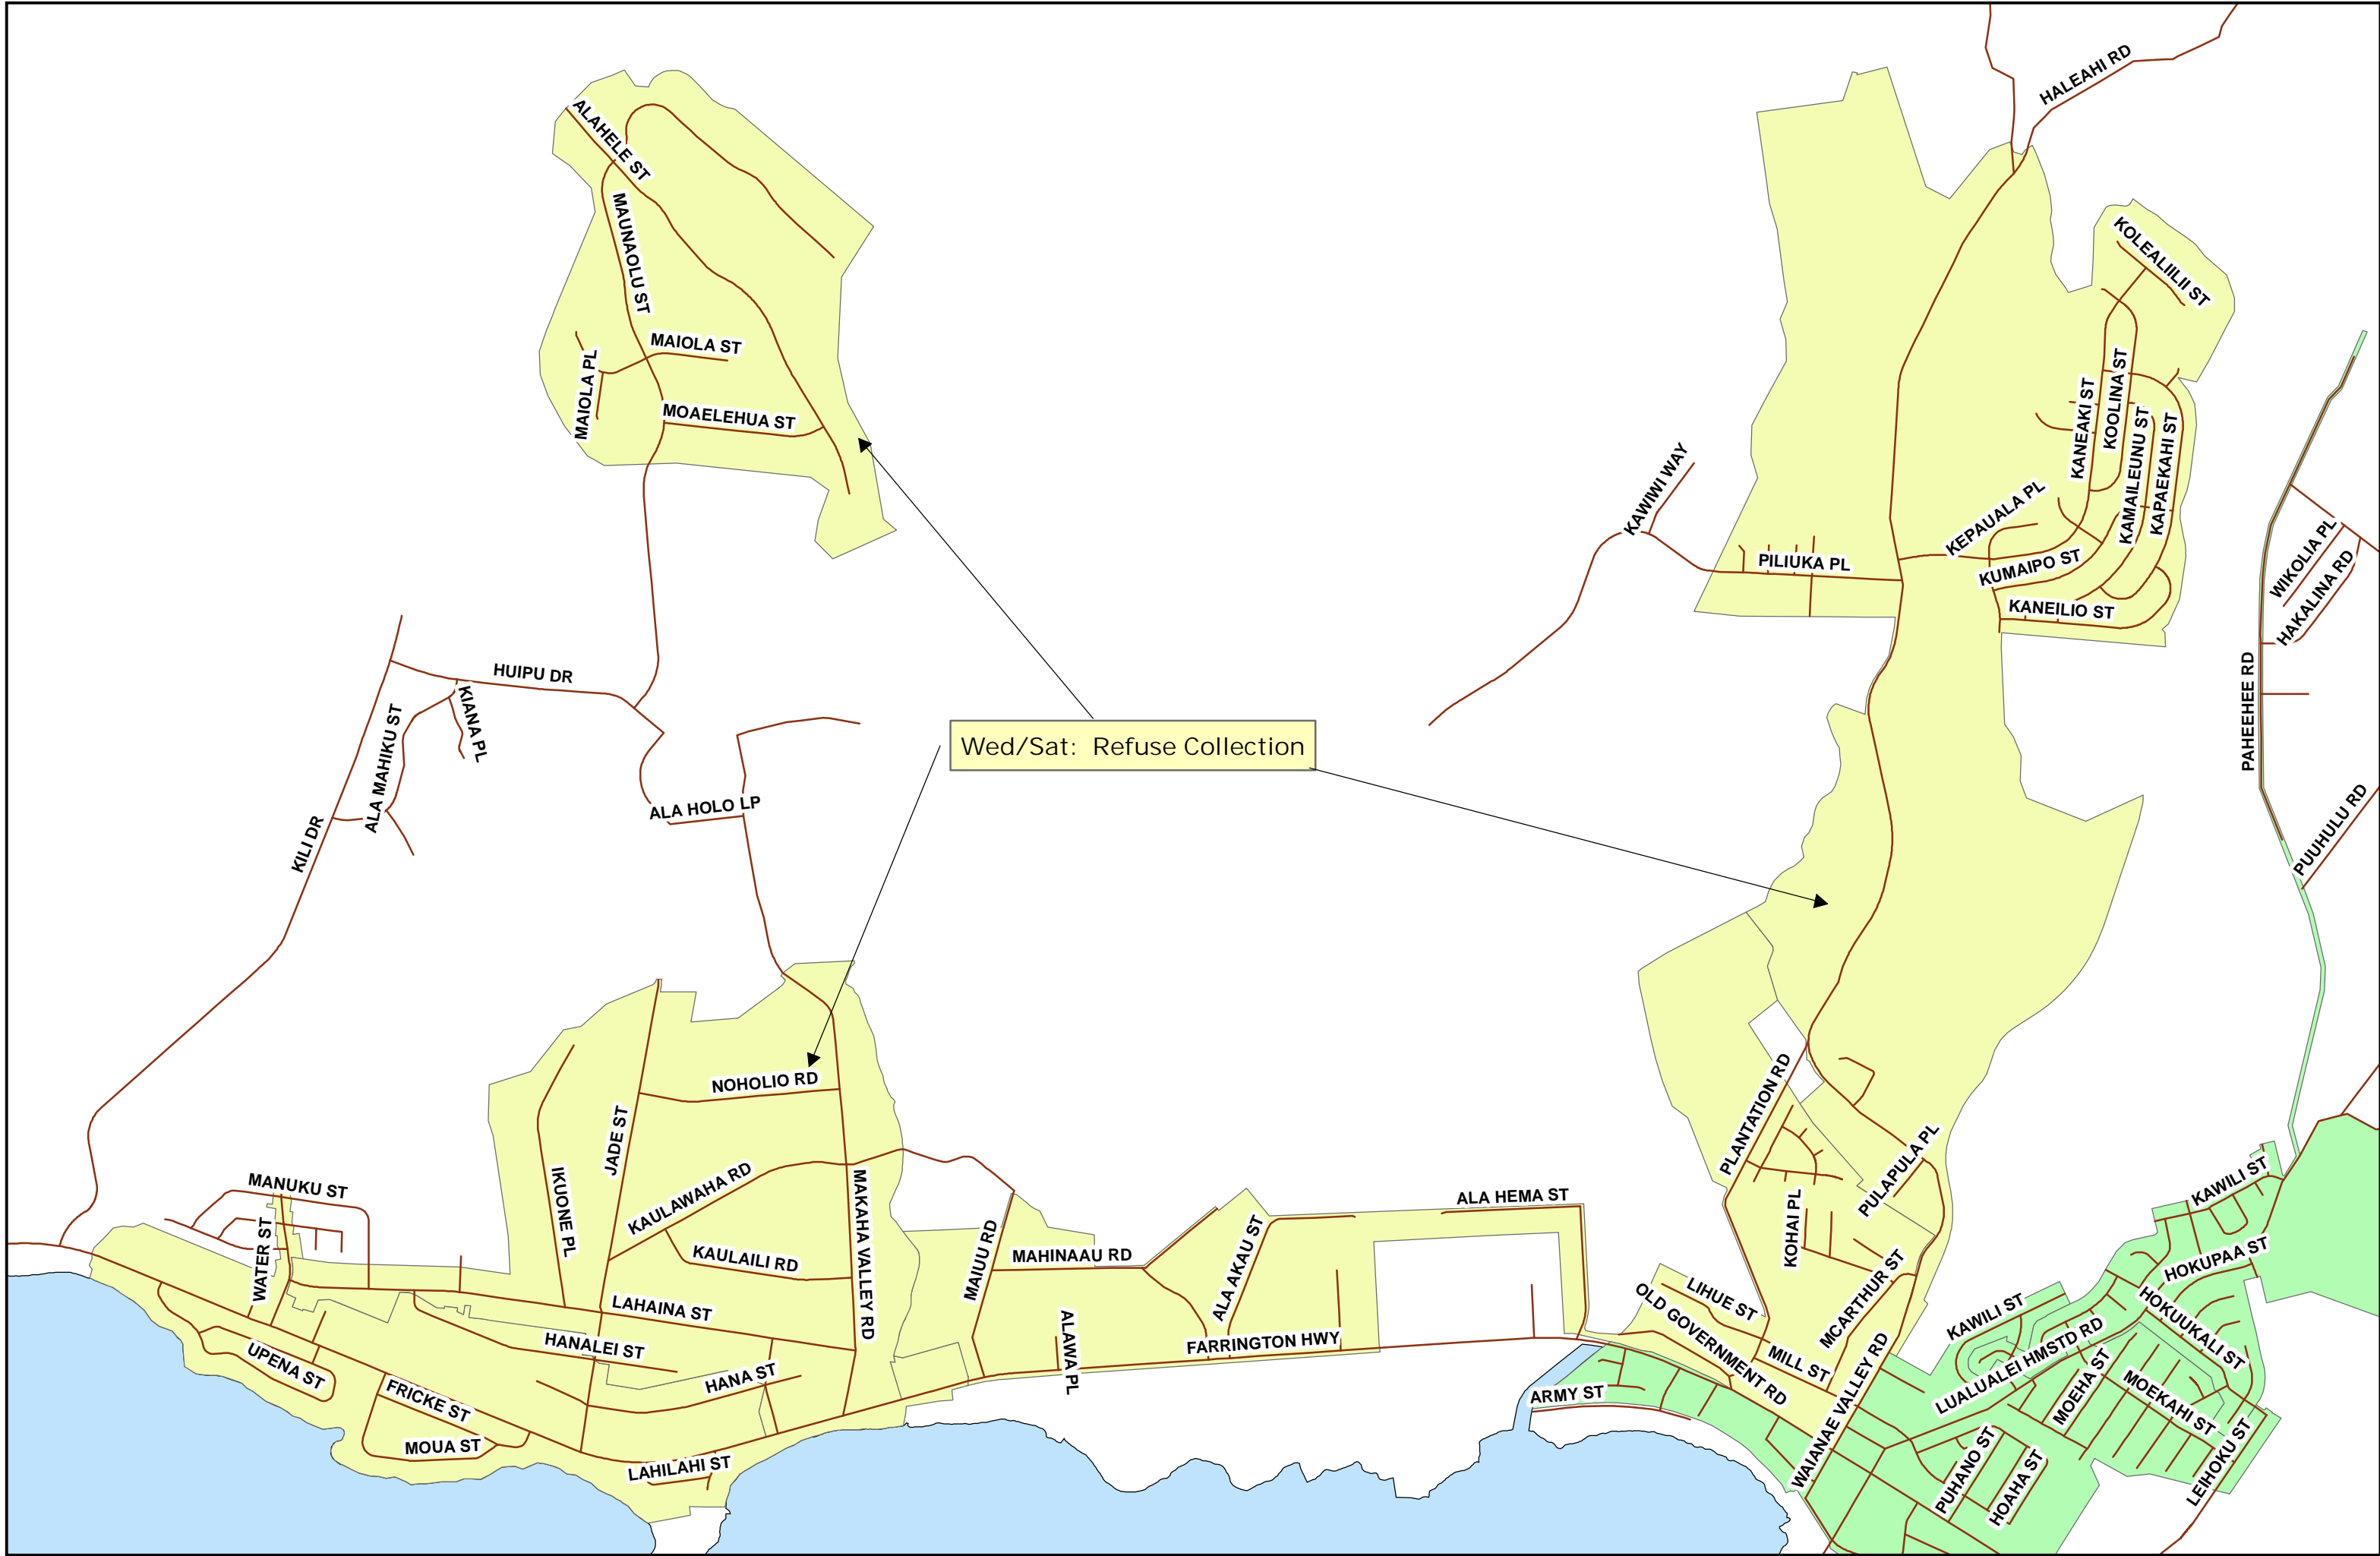 HALEAHI RD
ALAHELE ST
MAUNAOLU ST
KOLEALIILII ST
MAIOLA ST
MAIOLA PL
MOAELEHUA ST
KANEAKI ST
KOOLINA ST
KAMAILEUNU ST
KAPAEKAHI ST
KAWIWI WAY
KEPAUALA PL
PILIUKA PL
KUMAIPO ST
KANEILIO ST
WIKOLIA PL
HAKALINA RD
PAHEEHEE RD
HUIPU DR
KIANA PL
ALA MAHIKU ST
Wed/Sat: Refuse Collection
ALA HOLO LP
KILI DR
PUUHULU RD
NOHOLIO RD
JADE ST
PLANTATION RD
MANUKU ST
IKUONE PL
KAULAWAHA RD
MAKAHA VALLEY RD
PULAPULA PL
KAWILI ST
WATER ST
KAULAILI RD
MAIUU RD
MAHINAAU RD
ALA AKAU ST
ALA HEMA ST
KOHAI PL
HOKUPAA ST
LAHAINA ST
HANALEI ST
ALAWA PL
FARRINGTON HWY
LIHUE ST
OLD GOVERNMENT RD
MCARTHUR ST
MILL ST
KAWILI ST
HOKUUKALI ST
LUALUALEI HMSTD RD
UPENA ST
FRICKE ST
HANA ST
ARMY ST
WAIANAE VALLEY RD
MOEHA ST
MOEKAHI ST
MOUA ST
LAHILAHI ST
PUHANO ST
HOAHA ST
LEIHOKU ST